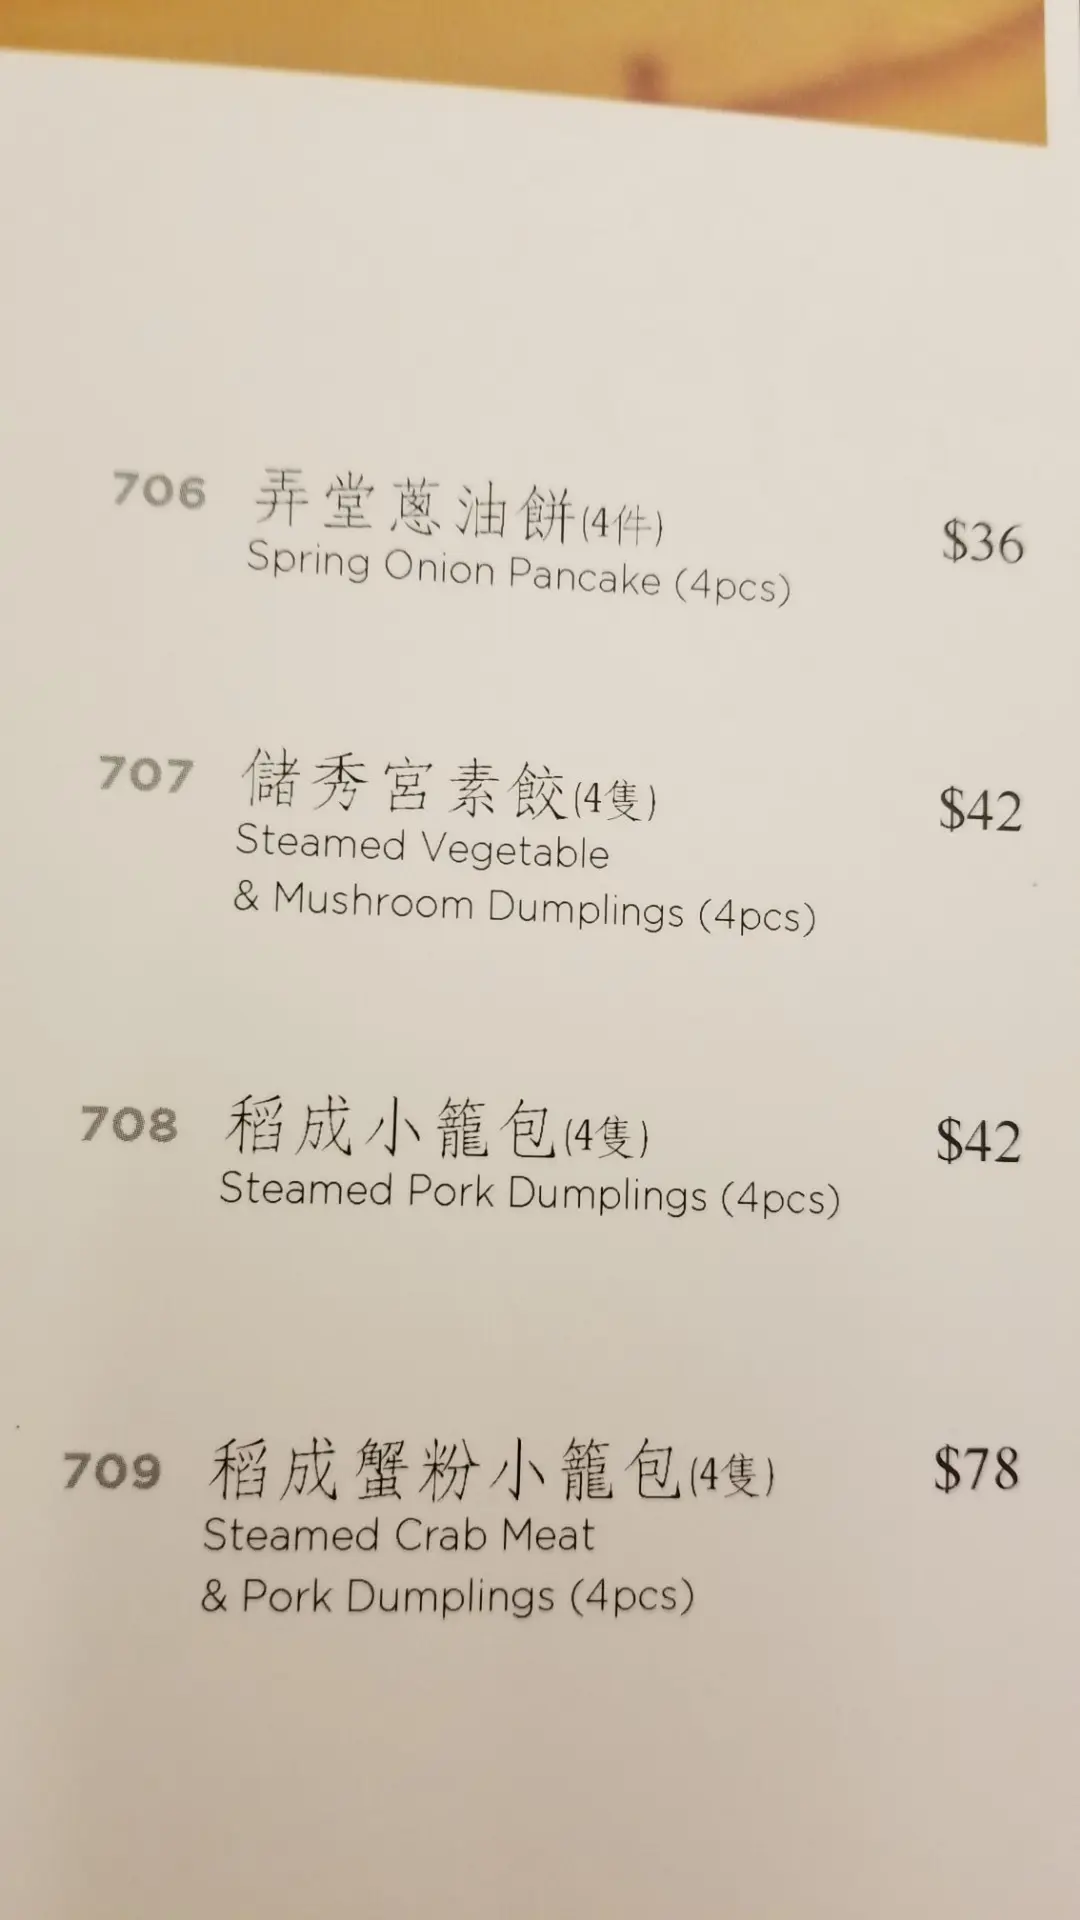 706 弄堂蔥油餅(4件) $36
Spring Onion Pancake (4pcs)
707 儲秀宮素餃(4隻) $42
Steamed Vegetable
& Mushroom Dumplings (4pcs)
708 稻成小籠包(4隻) $42
Steamed Pork Dumplings (4pcs)
709 稻成蟹粉小籠包(4隻) $78
Steamed Crab Meat
& Pork Dumplings (4pcs)